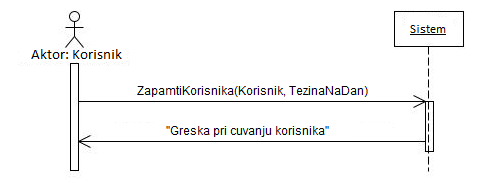 Sistem
Aktor: Korisnik
ZapamtiKorisnika(Korisnik, TezinaNaDan)
"Greska pri cuvanju korisnika"